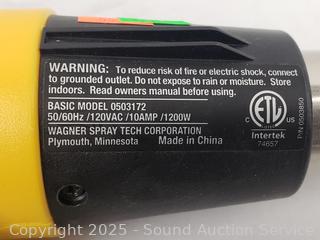 WARNING: To reduce risk of fire or electric shock, connect
to grounded outlet. Do not expose to rain or moisture. Store
indoors. Read owners manual before using.
BASIC MODEL 0503172
50/60Hz /120VAC /10AMP /1200W
WAGNER SPRAY TECH CORPORATION
Plymouth, Minnesota Made in China
ETL
C US
Intertek
74657
P/N 0503850
Copyright © 2025 - Sound Auction Service